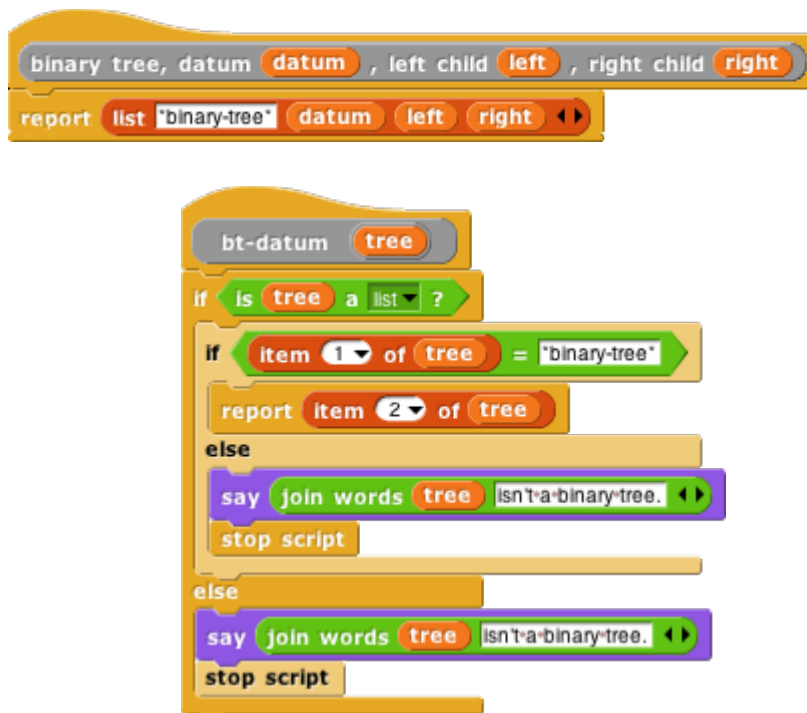 binary tree, datum datum , left child left , right child right
report list "binary-tree" datum left right
bt-datum tree
if is tree a list ?
if item 1 of tree = "binary-tree"
report item 2 of tree
else
say join words tree isn't a binary tree.
stop script
else
say join words tree isn't a binary tree.
stop script